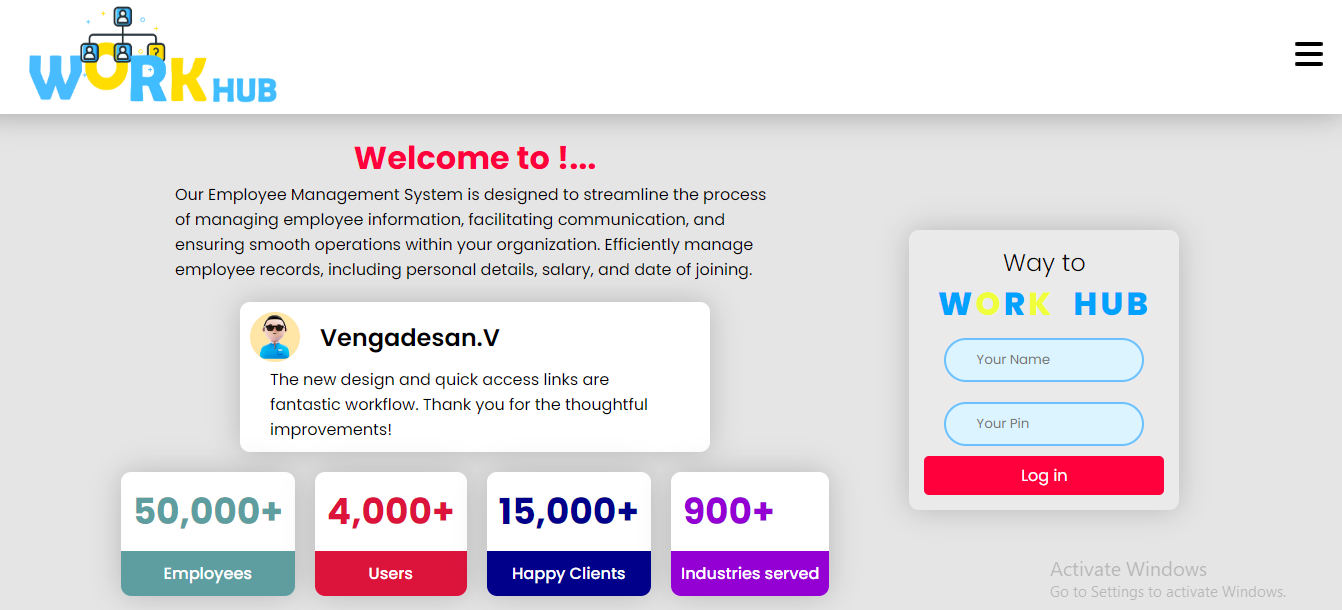 WORK HUB
?
Welcome to !...
Our Employee Management System is designed to streamline the process
of managing employee information, facilitating communication, and
ensuring smooth operations within your organization. Efficiently manage
employee records, including personal details, salary, and date of joining.
Vengadesan.V
The new design and quick access links are
fantastic workflow. Thank you for the thoughtful
improvements!
50,000+
Employees
4,000+
Users
15,000+
Happy Clients
900+
Industries served
Way to
WORK HUB
Your Name
Your Pin
Log in
Activate Windows
Go to Settings to activate Windows.